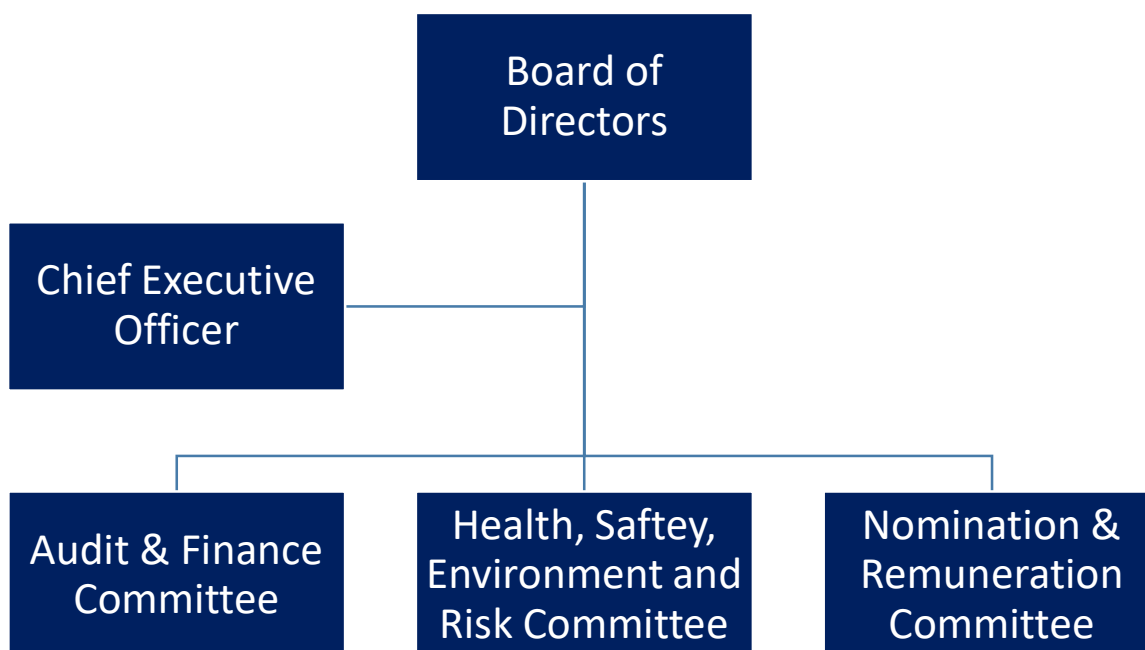 Board of
Directors
Chief Executive
Officer
Audit & Finance
Committee
Health, Saftey,
Environment and
Risk Committee
Nomination &
Remuneration
Committee